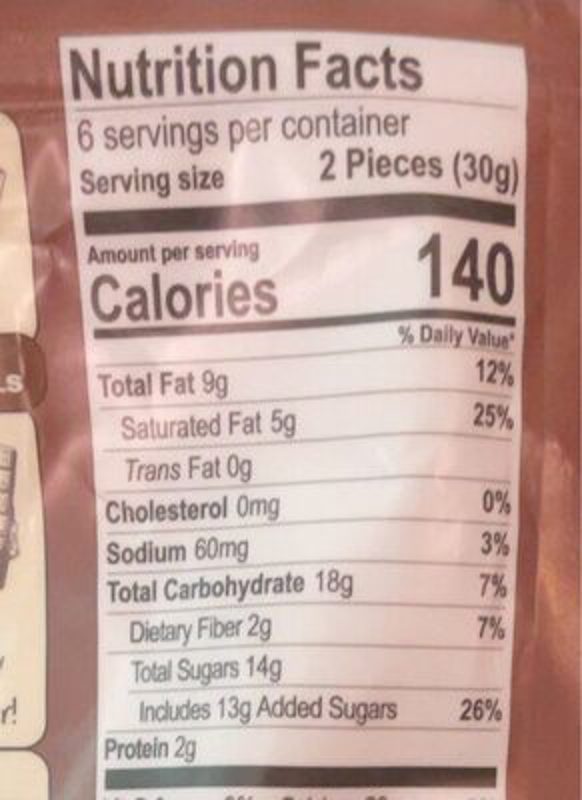 Nutrition Facts
6 servings per container
Serving size 2 Pieces (30g)
Amount per serving
Calories 140
% Daily Value*
Total Fat 9g 12%
Saturated Fat 5g 25%
Trans Fat 0g
Cholesterol 0mg 0%
Sodium 60mg 3%
Total Carbohydrate 18g 7%
Dietary Fiber 2g 7%
Total Sugars 14g
Includes 13g Added Sugars 26%
Protein 2g